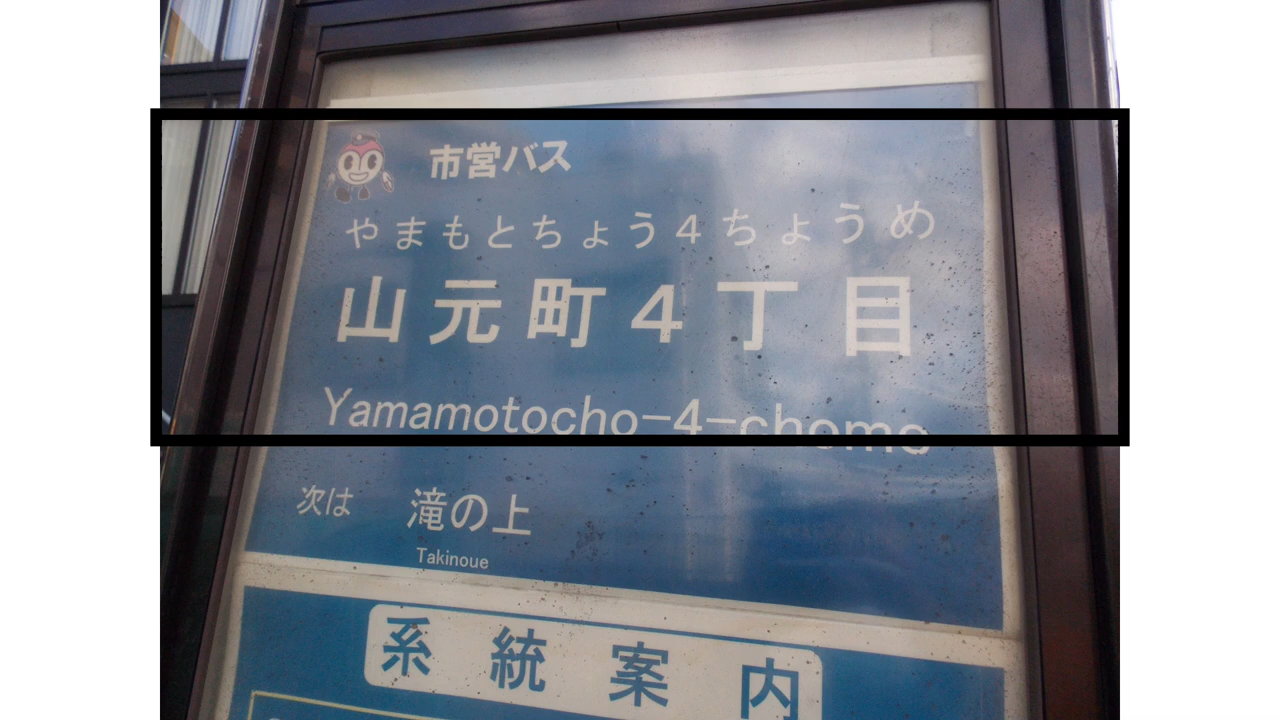 市営バス
やまもとちょう4ちょうめ
山元町4丁目
Yamamotocho-4-chome
次は 滝の上
Takinoue
系統案内